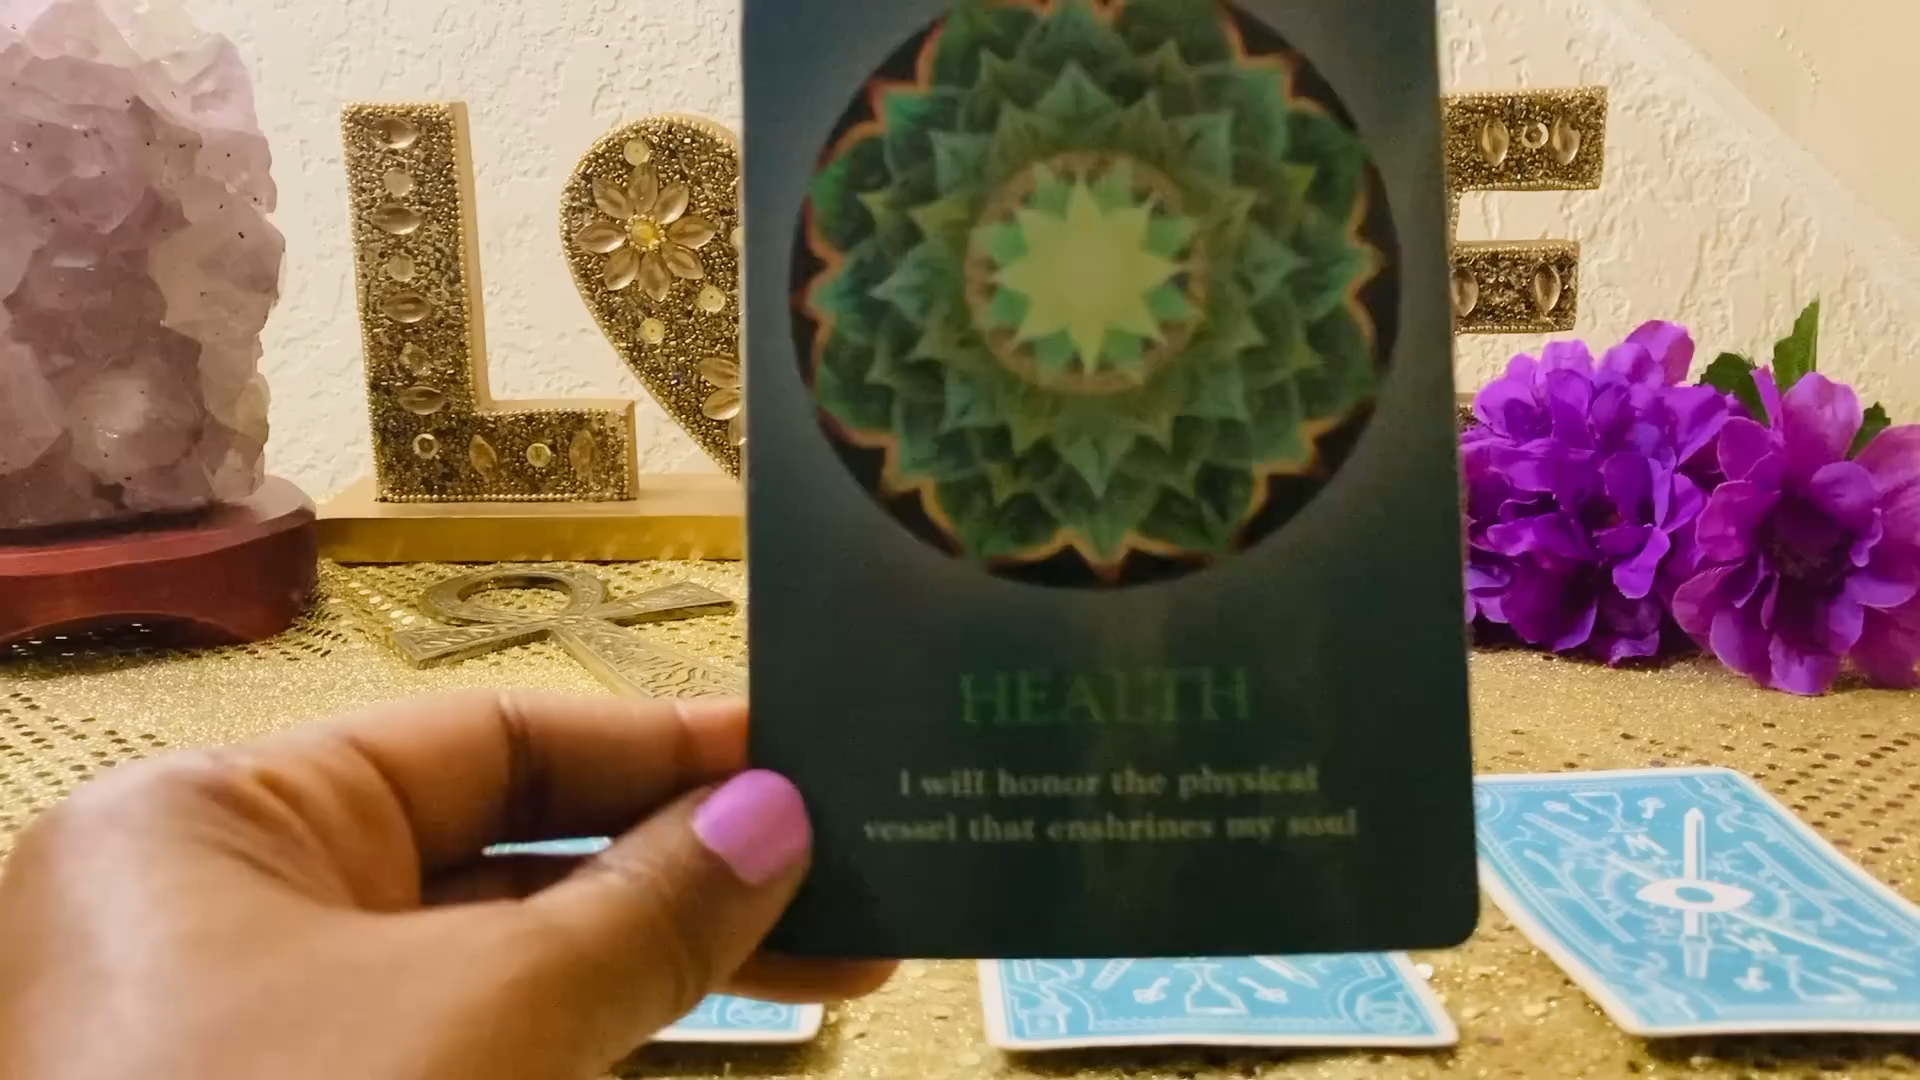 L E
HEALTH
I will honor the physical
vessel that enshrines my soul